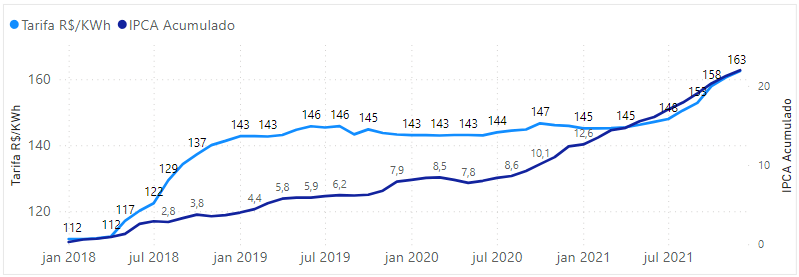 Tarifa R$/KWh IPCA Acumulado
Tarifa R$/KWh
160
140
120
112 112 117 122 129 137 143 143 146 146 145 143 143 143 144 147 145 145 148 153 158 163
2,8 3,8 4,4 5,8 5,9 6,2 7,9 8,5 7,8 8,6 10,1 12,6
20
10
0
IPCA Acumulado
jan 2018 jul 2018 jan 2019 jul 2019 jan 2020 jul 2020 jan 2021 jul 2021